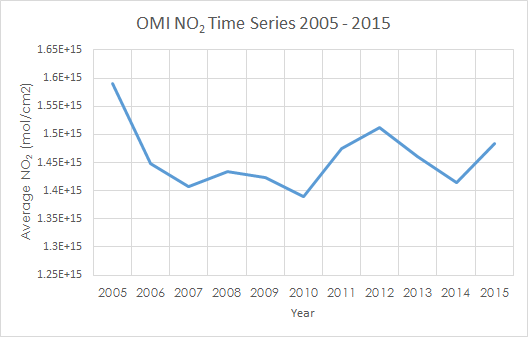 OMI NO₂ Time Series 2005 - 2015
1.65E+15
1.6E+15
1.55E+15
1.5E+15
1.45E+15
1.4E+15
1.35E+15
1.3E+15
1.25E+15
Average NO₂ (mol/cm2)
2005 2006 2007 2008 2009 2010 2011 2012 2013 2014 2015
Year